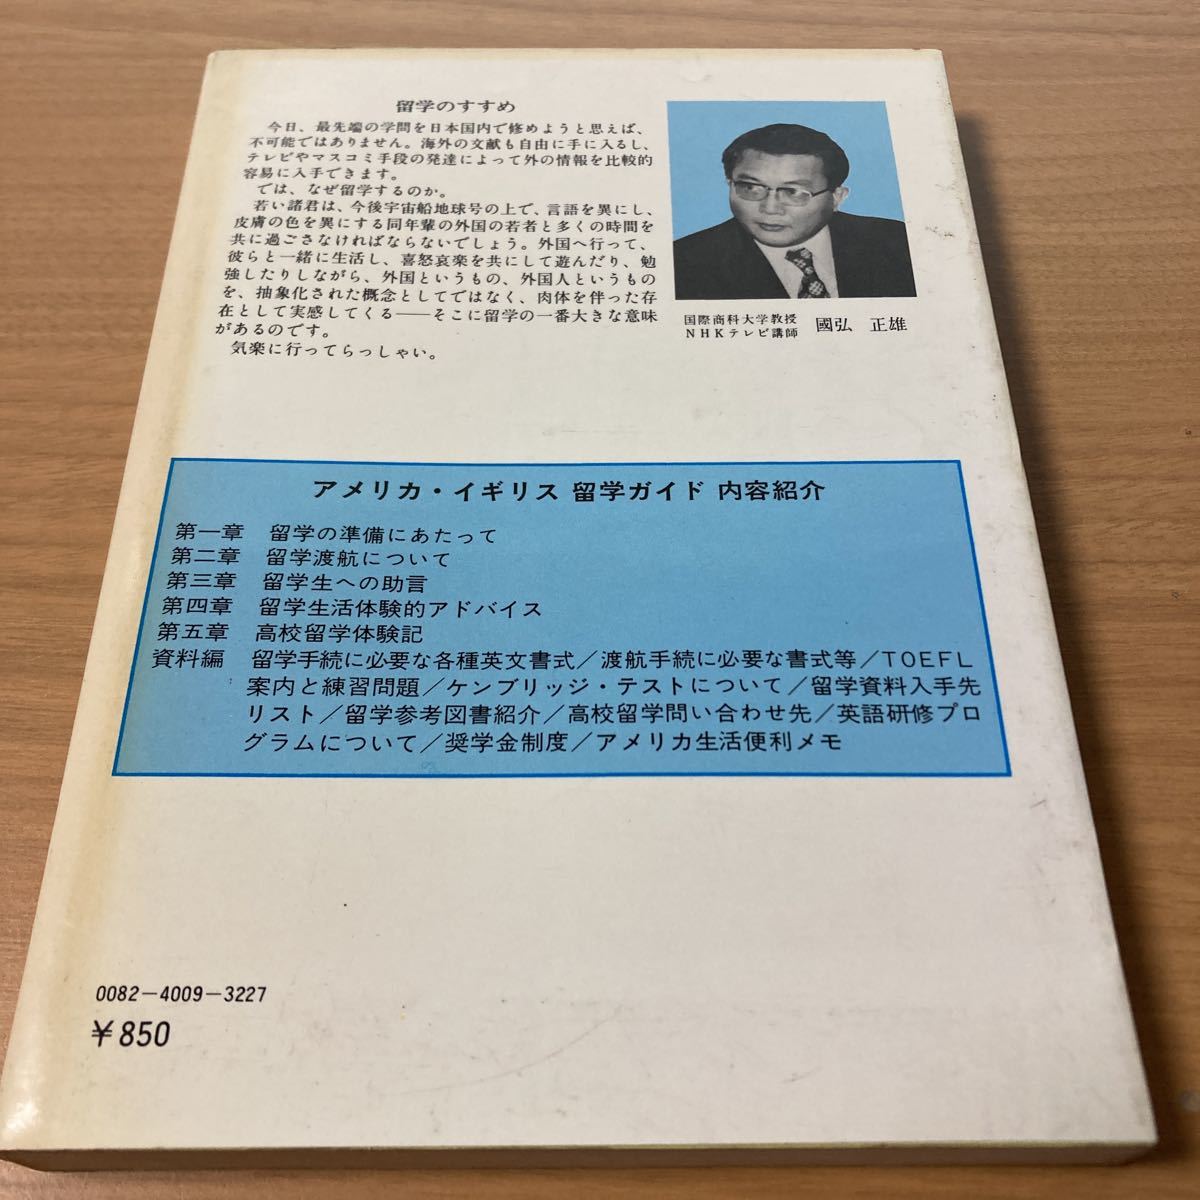 留学のすすめ
今日、最先端の学問を日本国内で修めようと思えば、
不可能ではありません。海外の文献も自由に手に入るし、
テレビやマスコミ手段の発達によって外の情報を比較的
容易に入手できます。
では、なぜ留学するのか。
若い諸君は、今後宇宙船地球号の上で、言語を異にし、
皮膚の色を異にする同年輩の外国の若者と多くの時間を
共に過ごさなければならないでしょう。外国へ行って、
彼らと一緒に生活し、喜怒哀楽を共にして遊んだり、勉
強したりしながら、外国というもの、外国人というもの
を、抽象化された概念としてではなく、肉体を伴った存
在として実感してくる——そこに留学の一番大きな意味
があるのです。
気楽に行ってらっしゃい。
国際商科大学教授
NHKテレビ講師
國弘 正雄
アメリカ・イギリス 留学ガイド 内容紹介
第一章 留学の準備にあたって
第二章 留学渡航について
第三章 留学生への助言
第四章 留学生活体験的アドバイス
第五章 高校留学体験記
資料編 留学手続に必要な各種英文書式／渡航手続に必要な書式等／TOEFL
案内と練習問題／ケンブリッジ・テストについて／留学資料入手先
リスト／留学参考図書紹介／高校留学問い合わせ先／英語研修プロ
グラムについて／奨学金制度／アメリカ生活便利メモ
0082-4009-3227
￥850